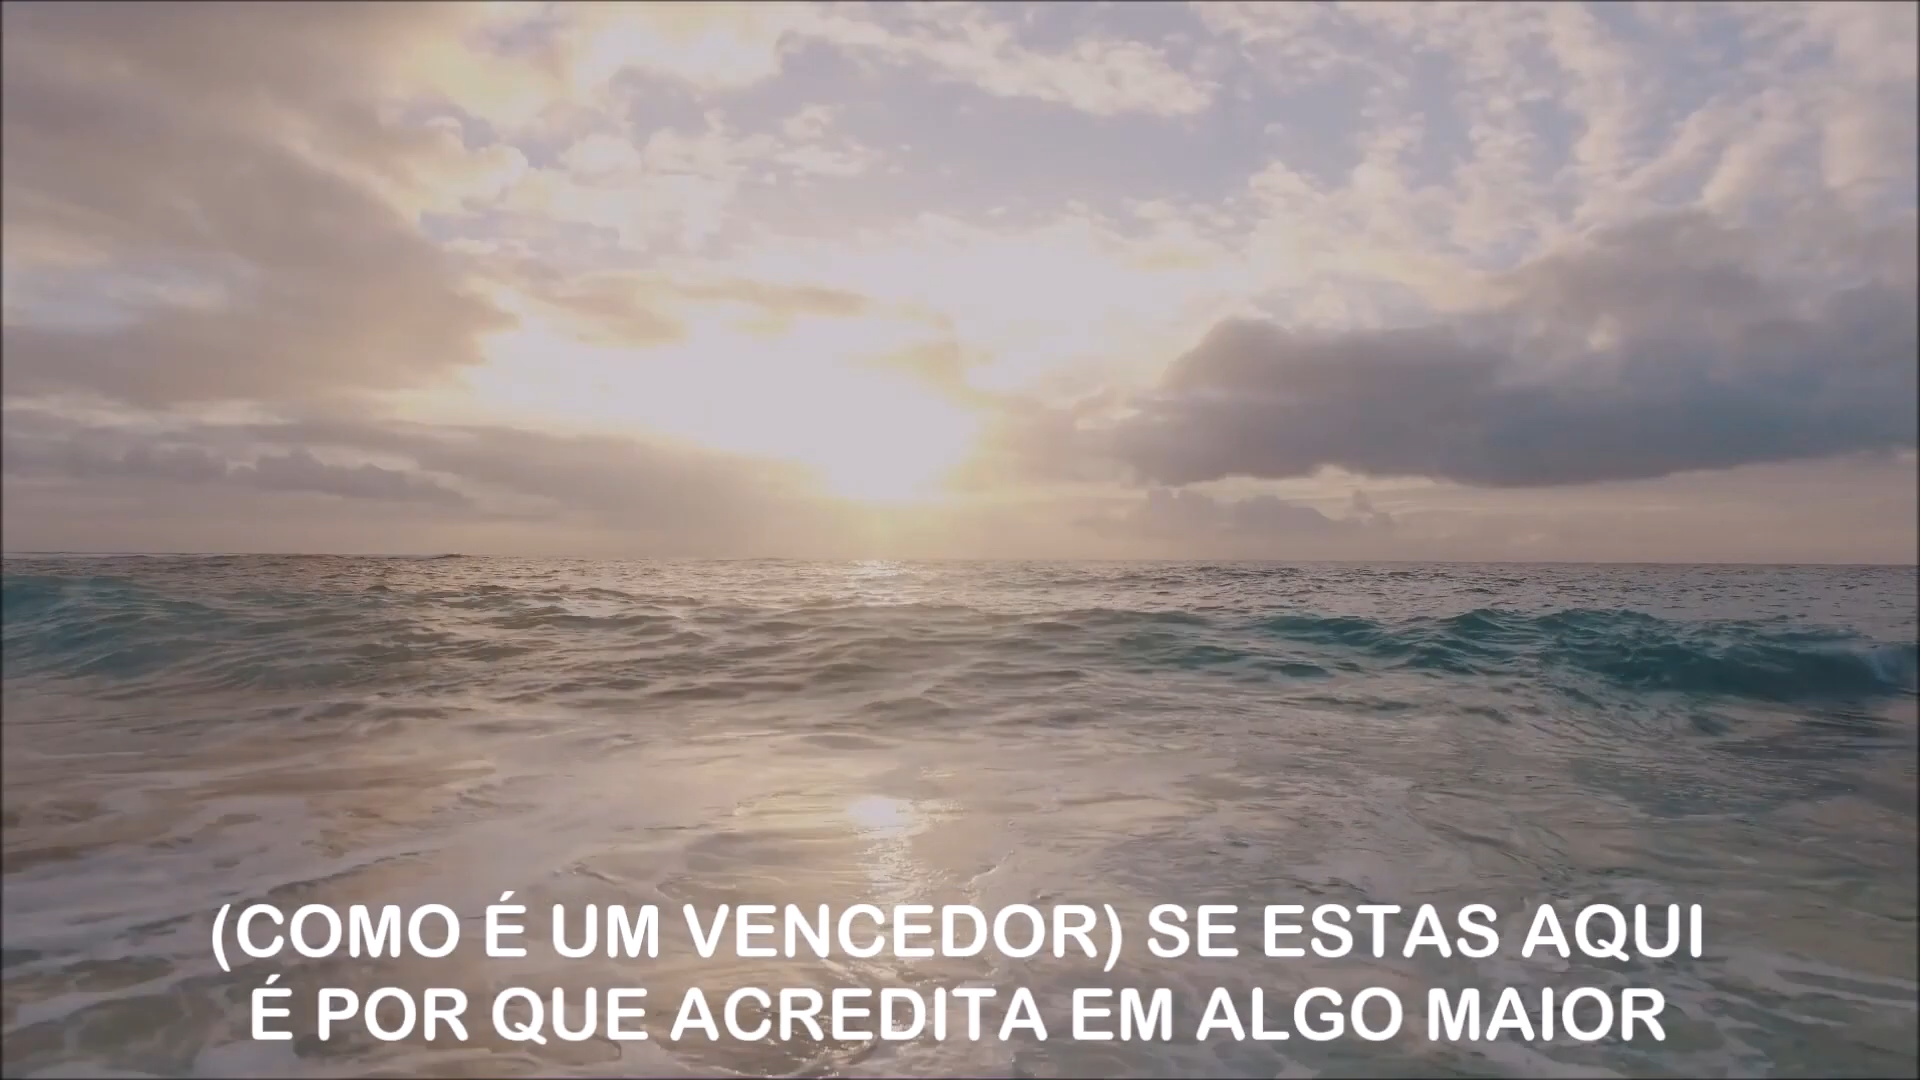 (COMO É UM VENCEDOR) SE ESTAS AQUI
É POR QUE ACREDITA EM ALGO MAIOR